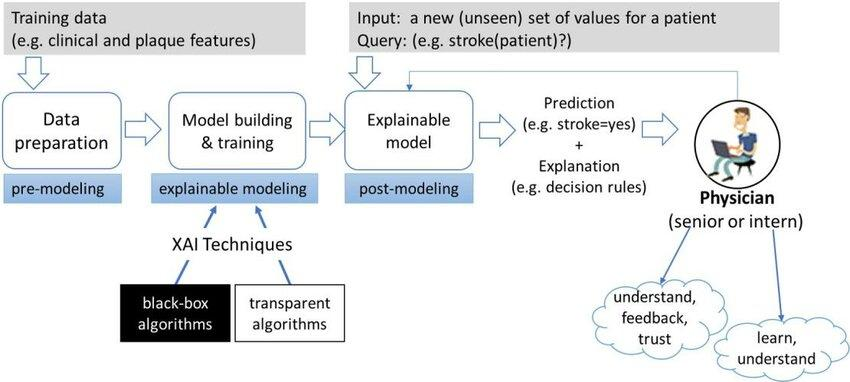 Training data
(e.g. clinical and plaque features)
Input:  a new (unseen) set of values for a patient
Query: (e.g. stroke(patient)?)
Data
preparation
Model building
& training
Explainable
model
Prediction
(e.g. stroke=yes)
+
Explanation
(e.g. decision rules)
Physician
(senior or intern)
pre-modeling
explainable modeling
post-modeling
XAI Techniques
black-box
algorithms
transparent
algorithms
understand,
feedback,
trust
learn,
understand